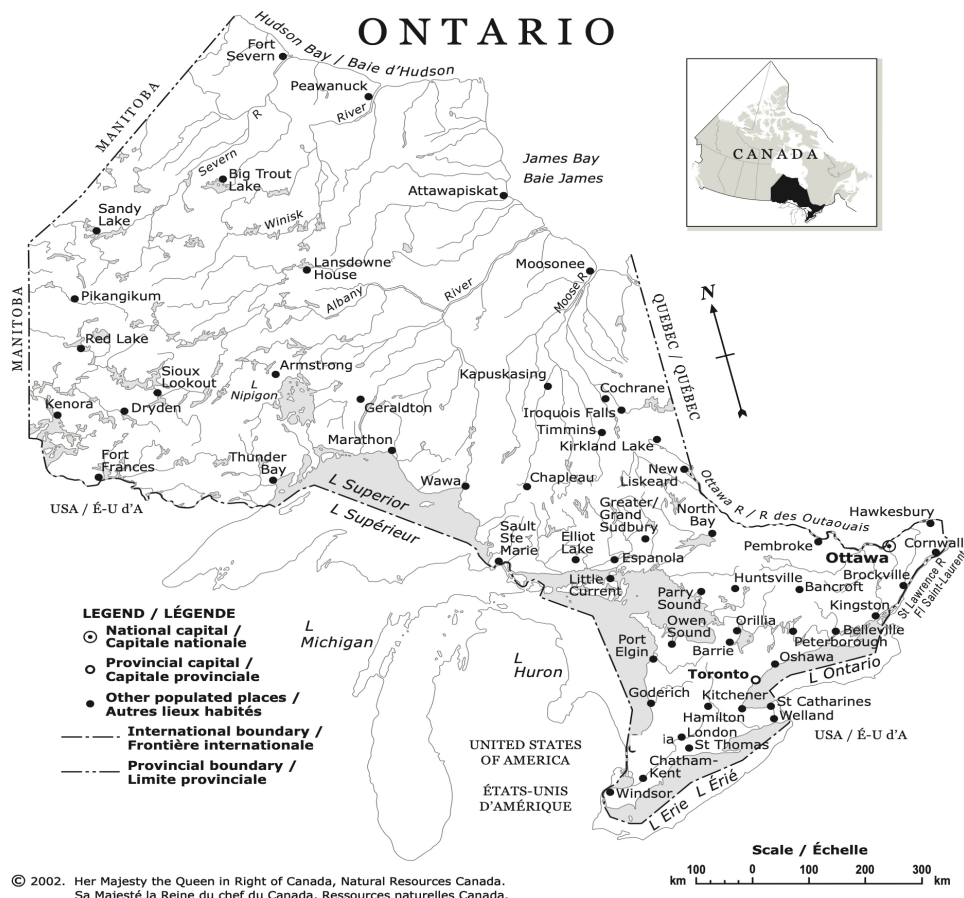 ONTARIO
Hudson Bay / Baie d'Hudson
Fort
Severn
Peawanuck
River
MANITOBA
R
Severn
Big Trout
Lake
James Bay
Baie James
CANADA
Attawapiskat
Sandy
Lake
Winisk
Lansdowne
House
Moosonee
Albany
River
Moose R
Pikangikum
N
QUEBEC / QUÉBEC
MANITOBA
Red Lake
Armstrong
Sioux
Lookout
L
Nipigon
Kapuskasing
Cochrane
Kenora
Dryden
Geraldton
Iroquois Falls
Timmins
Kirkland Lake
Marathon
Fort
Frances
Thunder
Bay
Wawa
Chapleau
New
Liskeard
Ottawa R / R des Outaouais
USA / É-U d'A
L Superior
L Supérieur
Greater/
Grand
Sudbury
North
Bay
Hawkesbury
Sault
Ste
Marie
Elliot
Lake
Espanola
Pembroke
Ottawa
Cornwall
Little
Current
Huntsville
Bancroft
Brockville
St Lawrence R
Fl Saint-Laurent
Parry
Sound
Kingston
Owen
Sound
Orillia
Belleville
Peterborough
Barrie
L
Michigan
L
Huron
Port
Elgin
Oshawa
L Ontario
Toronto
Goderich
Kitchener
St Catharines
Hamilton
Welland
USA / É-U d'A
ia
London
St Thomas
UNITED STATES
OF AMERICA
Chatham-
Kent
ÉTATS-UNIS
D'AMÉRIQUE
Windsor
L Erie L Érié
LEGEND / LÉGENDE
National capital /
Capitale nationale
Provincial capital /
Capitale provinciale
Other populated places /
Autres lieux habités
International boundary /
Frontière internationale
Provincial boundary /
Limite provinciale
Scale / Échelle
100 0 100 200 300
km km
© 2002. Her Majesty the Queen in Right of Canada, Natural Resources Canada.
Sa Majesté la Reine du chef du Canada, Ressources naturelles Canada.